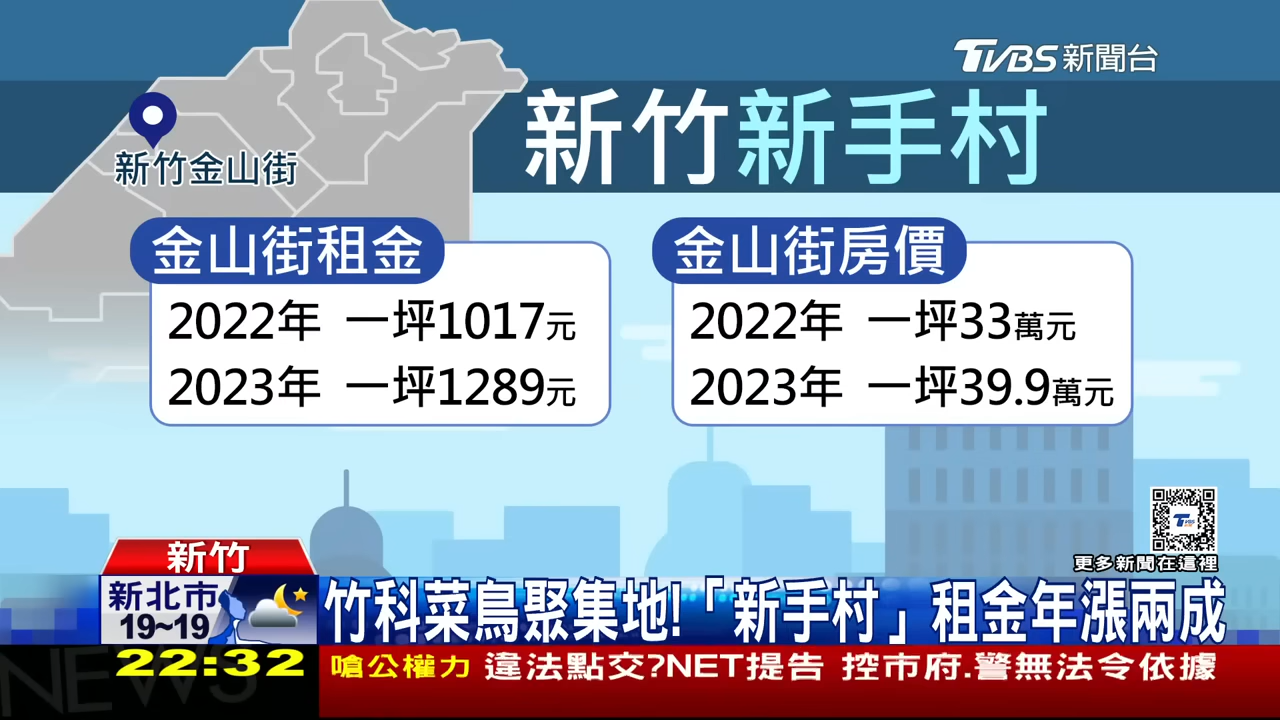 TVBS新聞台
新竹新手村
新竹金山街
金山街租金
2022年 一坪1017元
2023年 一坪1289元
金山街房價
2022年 一坪33萬元
2023年 一坪39.9萬元
TVBS
更多新聞在這裡
新竹
新北市
19~19
竹科菜鳥聚集地!「新手村」租金年漲兩成
NEWS
22:32
嗆公權力 違法點交?NET提告 控市府.警無法令依據